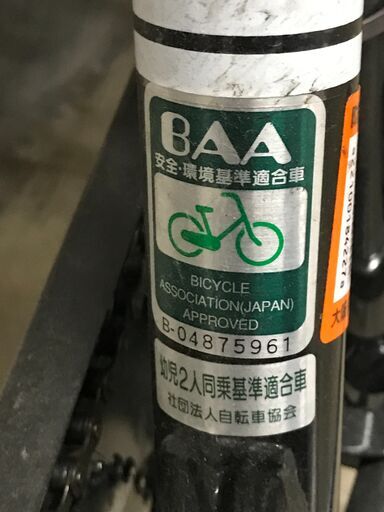 BAA
安全・環境基準適合車
BICYCLE
ASSOCIATION(JAPAN)
APPROVED
B-04875961
幼児2人同乗基準適合車
社団法人自転車協会